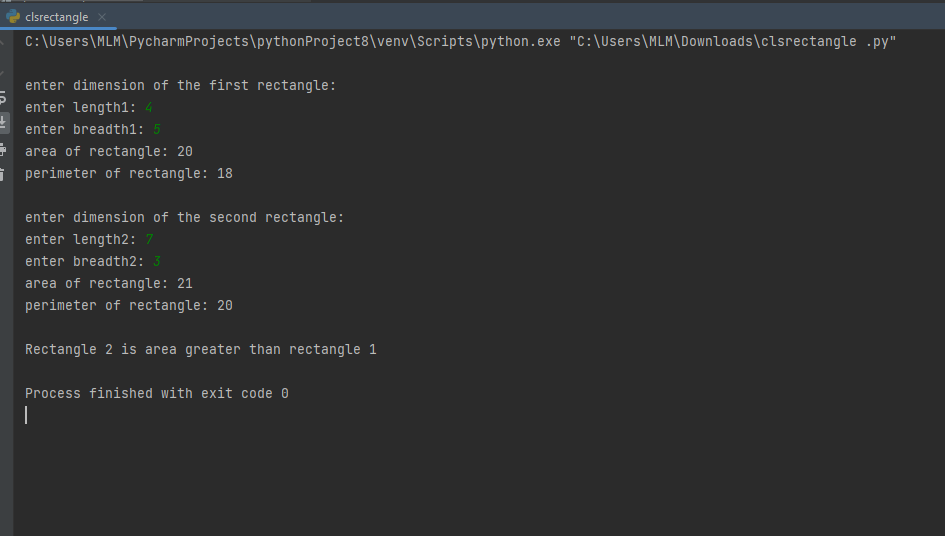 clsrectangle
C:\Users\MLM\PycharmProjects\pythonProject8\venv\Scripts\python.exe "C:\Users\MLM\Downloads\clsrectangle .py"
enter dimension of the first rectangle:
enter length1: 4
enter breadth1: 5
area of rectangle: 20
perimeter of rectangle: 18
enter dimension of the second rectangle:
enter length2: 7
enter breadth2: 3
area of rectangle: 21
perimeter of rectangle: 20
Rectangle 2 is area greater than rectangle 1
Process finished with exit code 0